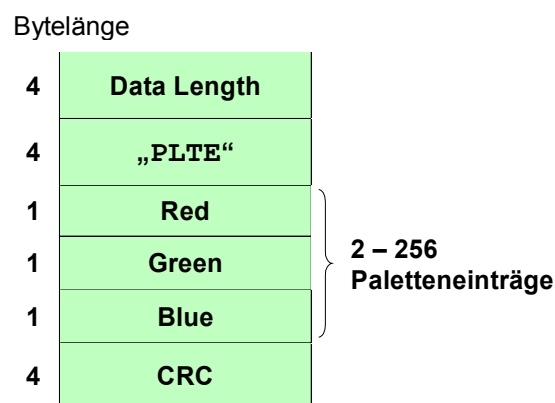 Bytelänge
4 Data Length
4 „PLTE“
1 Red
1 Green
1 Blue
2 – 256
Paletteneinträge
4 CRC